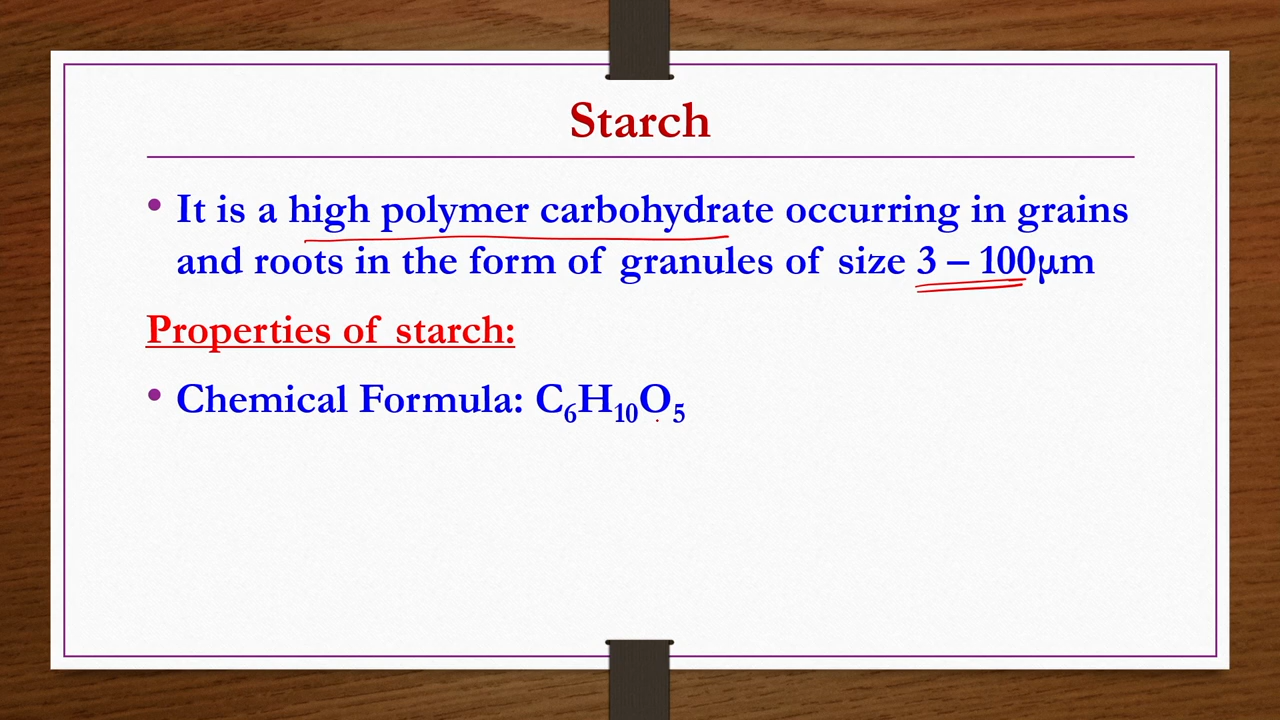 Starch
• It is a high polymer carbohydrate occurring in grains
and roots in the form of granules of size 3 – 100μm
Properties of starch:
• Chemical Formula: C₆H₁₀O₅